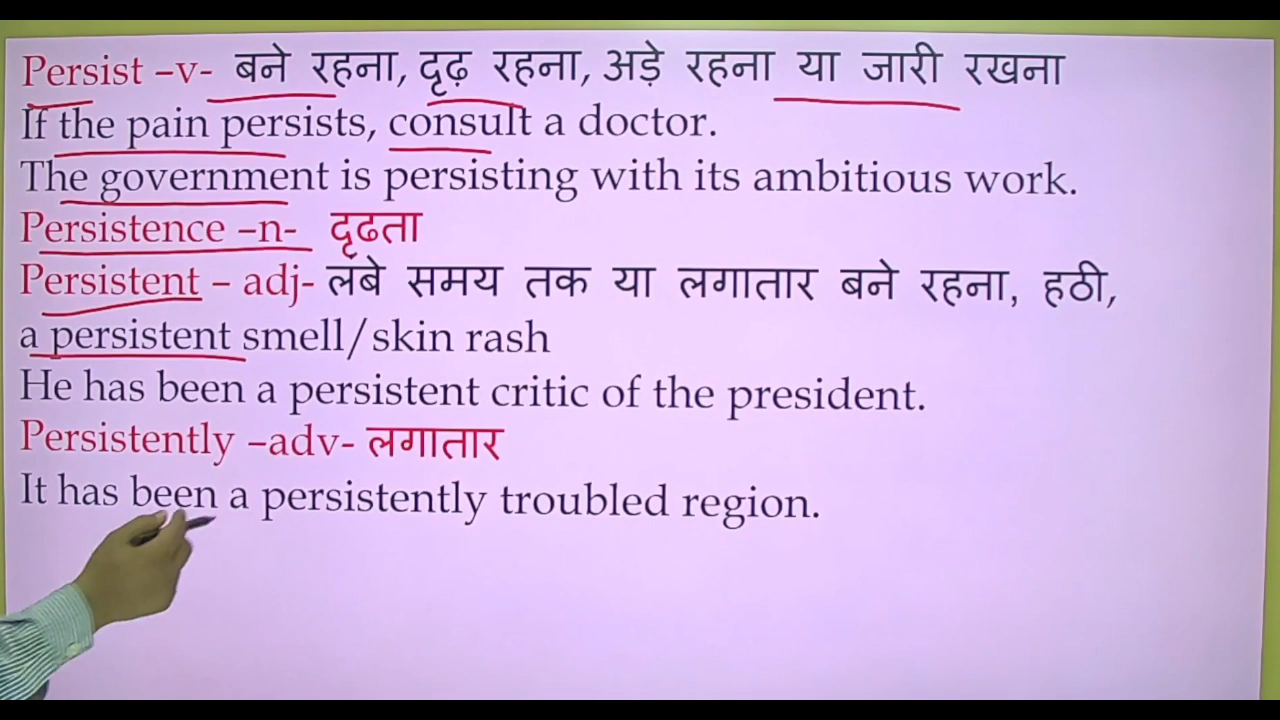 Persist –v- बने रहना, दृढ़ रहना, अड़े रहना या जारी रखना
If the pain persists, consult a doctor.
The government is persisting with its ambitious work.
Persistence –n- दृढता
Persistent – adj- लंबे समय तक या लगातार बने रहना, हठी,
a persistent smell/skin rash
He has been a persistent critic of the president.
Persistently –adv- लगातार
It has been a persistently troubled region.